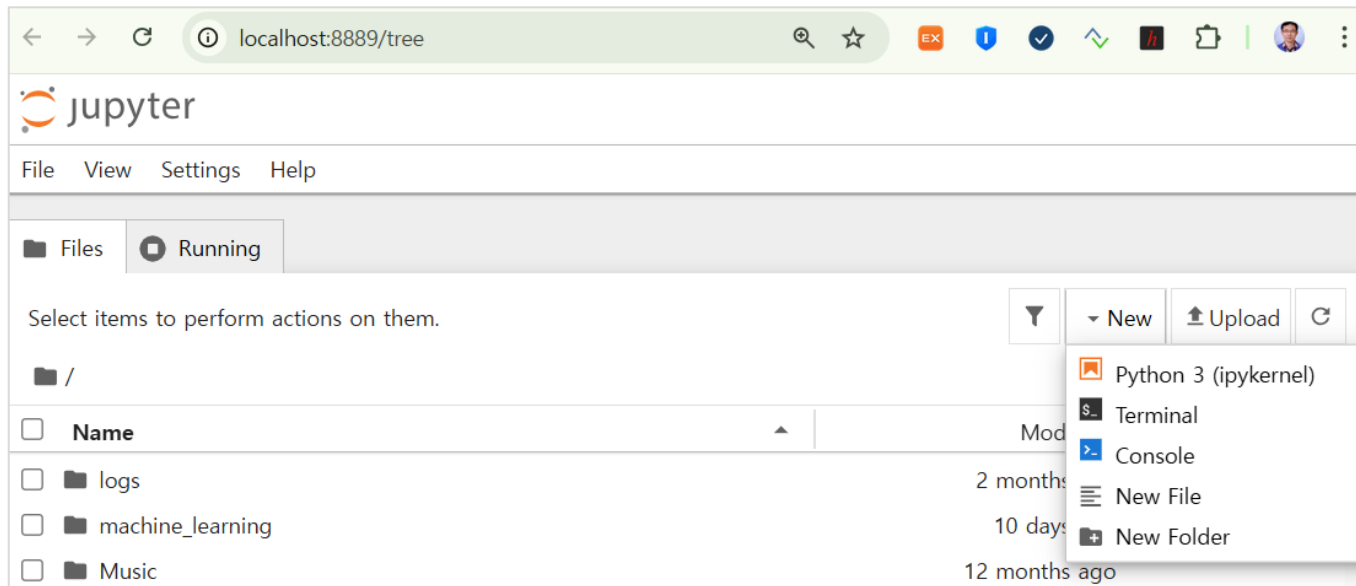 localhost:8889/tree
EX
h
jupyter
File View Settings Help
Files Running
Select items to perform actions on them.
New Upload
/
Python 3 (ipykernel)
$_ Terminal
Name Mod
Console
logs 2 months
New File
machine_learning 10 days
New Folder
Music 12 months ago